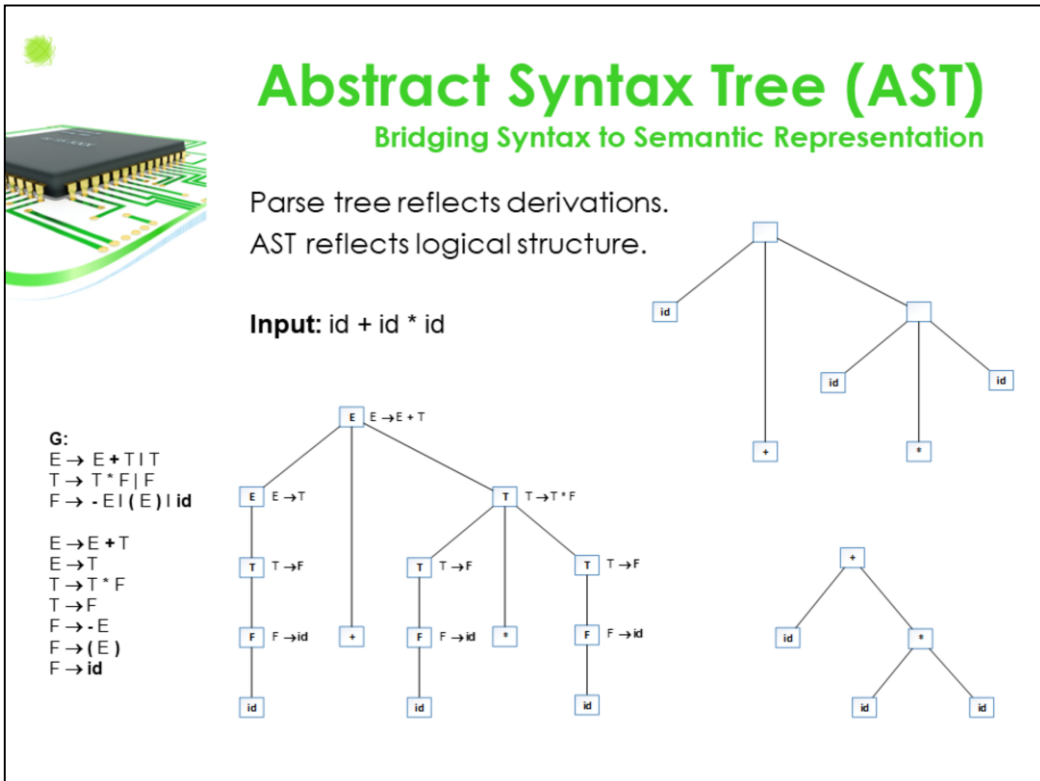 Abstract Syntax Tree (AST)
Bridging Syntax to Semantic Representation
Parse tree reflects derivations.
AST reflects logical structure.
Input: id + id * id
id
id
id
+
*
G:
E → E + T | T
T → T * F | F
F → - E | ( E ) | id
E → E + T
E → T
T → T * F
T → F
F → - E
F → ( E )
F → id
E E → E + T
E E → T
T T → T * F
T T → F
T T → F
T T → F
F F → id
+
F F → id
*
F F → id
id
id
id
+
id
*
id
id